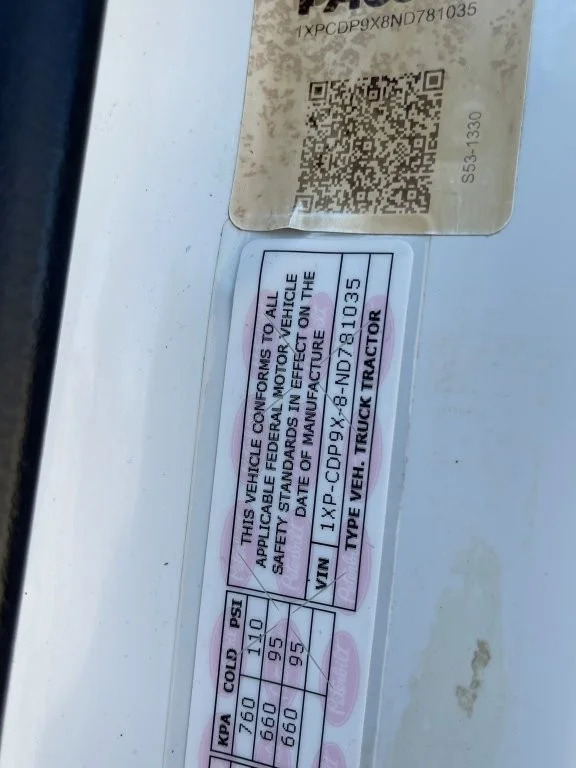 1XPCDP9X8ND781035
S53-1330
THIS VEHICLE CONFORMS TO ALL
APPLICABLE FEDERAL MOTOR VEHICLE
SAFETY STANDARDS IN EFFECT ON THE
DATE OF MANUFACTURE
VIN 1XP-CDP9X-8-ND781035
TYPE VEH. TRUCK TRACTOR
KPA COLD PSI
760 110
660 95
660 95
Peterbilt